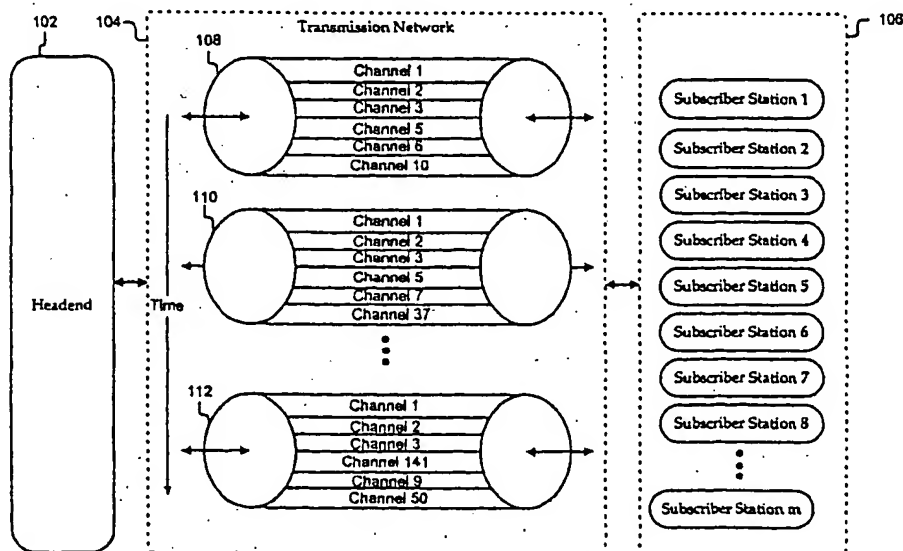 102
104
Transmission Network
106
108
Channel 1
Channel 2
Channel 3
Channel 5
Channel 6
Channel 10
110
Channel 1
Channel 2
Channel 3
Channel 5
Channel 7
Channel 37
112
Channel 1
Channel 2
Channel 3
Channel 141
Channel 9
Channel 50
Headend
Time
Subscriber Station 1
Subscriber Station 2
Subscriber Station 3
Subscriber Station 4
Subscriber Station 5
Subscriber Station 6
Subscriber Station 7
Subscriber Station 8
Subscriber Station m